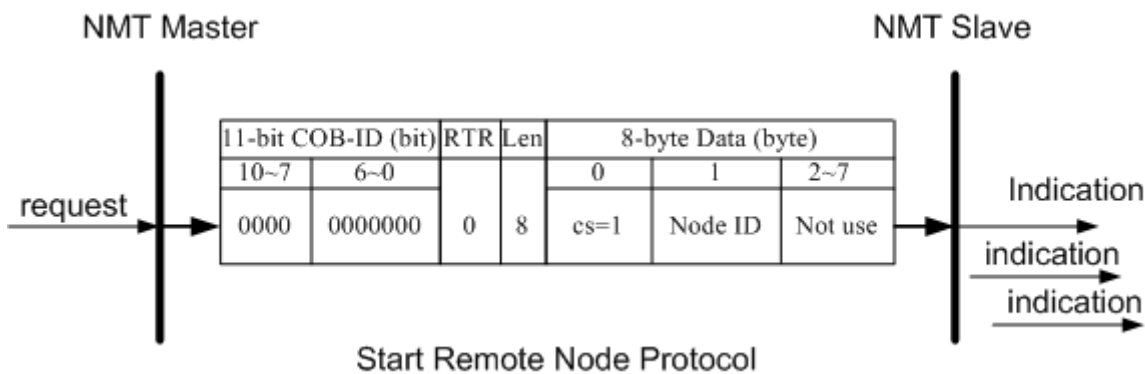 NMT Master NMT Slave
11-bit COB-ID (bit) RTR Len 8-byte Data (byte)
10~7 6~0 0 1 2~7
request 0000 0000000 0 8 cs=1 Node ID Not use Indication
indication
indication
Start Remote Node Protocol